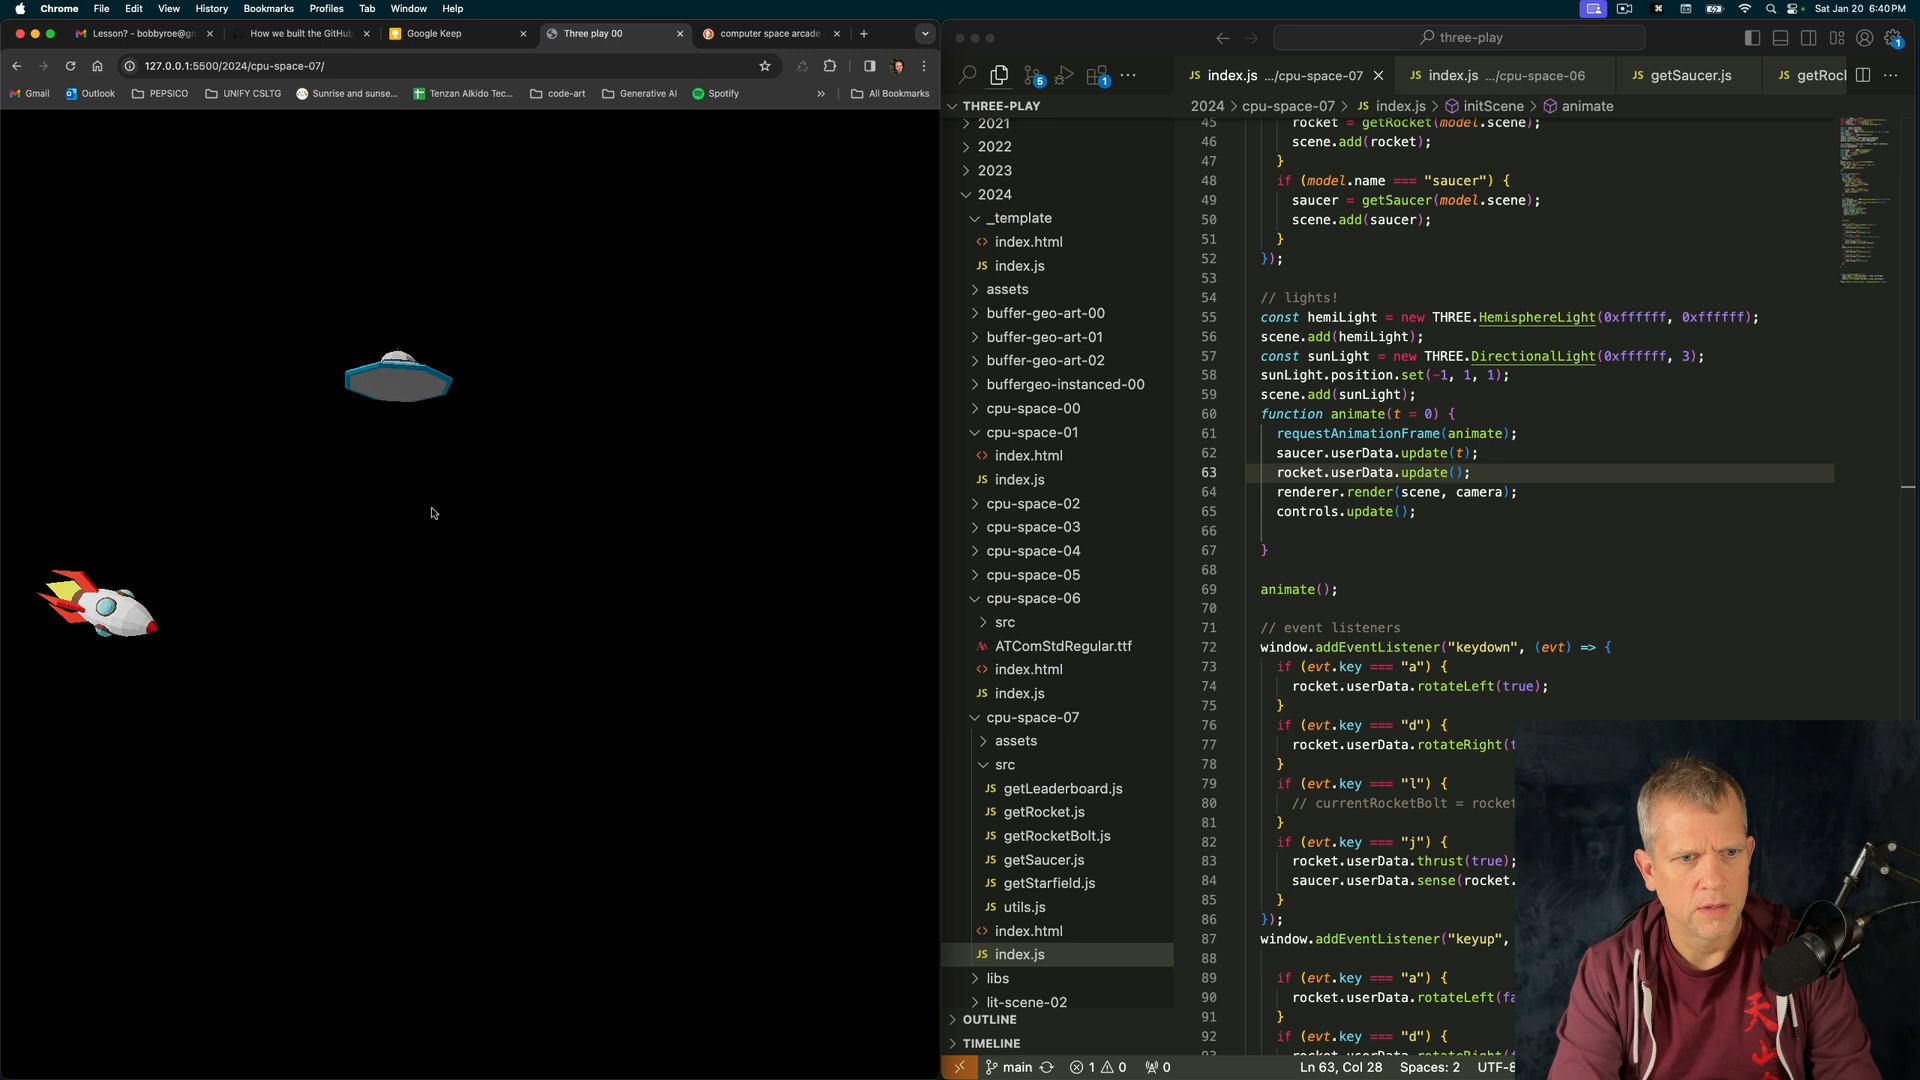 Chrome File Edit View History Bookmarks Profiles Tab Window Help
Sat Jan 20 6:40PM
Lesson? - bobbyroe@gm
How we built the GitHub
Google Keep
Three play 00
computer space arcade
127.0.0.1:5500/2024/cpu-space-07/
Gmail Outlook PEPSICO UNIFY CSLTG Sunrise and sunse... Tenzan Aikido Tec... code-art Generative AI Spotify » All Bookmarks
three-play
5 1 1
index.js .../cpu-space-07
index.js .../cpu-space-06
getSaucer.js
getRocl
THREE-PLAY
2021
2022
2023
2024
_template
index.html
index.js
assets
buffer-geo-art-00
buffer-geo-art-01
buffer-geo-art-02
buffergeo-instanced-00
cpu-space-00
cpu-space-01
index.html
index.js
cpu-space-02
cpu-space-03
cpu-space-04
cpu-space-05
cpu-space-06
src
ATComStdRegular.ttf
index.html
index.js
cpu-space-07
assets
src
getLeaderboard.js
getRocket.js
getRocketBolt.js
getSaucer.js
getStarfield.js
utils.js
index.html
index.js
libs
lit-scene-02
OUTLINE
TIMELINE
2024 > cpu-space-07 > JS index.js > initScene > animate
45 rocket = getRocket(model.scene);
46 scene.add(rocket);
47 }
48 if (model.name === "saucer") {
49 saucer = getSaucer(model.scene);
50 scene.add(saucer);
51 }
52 });
53
54 // lights!
55 const hemiLight = new THREE.HemisphereLight(0xffffff, 0xffffff);
56 scene.add(hemiLight);
57 const sunLight = new THREE.DirectionalLight(0xffffff, 3);
58 sunLight.position.set(-1, 1, 1);
59 scene.add(sunLight);
60 function animate(t = 0) {
61 requestAnimationFrame(animate);
62 saucer.userData.update(t);
63 rocket.userData.update();
64 renderer.render(scene, camera);
65 controls.update();
66
67 }
68
69 animate();
70
71 // event listeners
72 window.addEventListener("keydown", (evt) => {
73 if (evt.key === "a") {
74 rocket.userData.rotateLeft(true);
75 }
76 if (evt.key === "d") {
77 rocket.userData.rotateRight(t
78 }
79 if (evt.key === "l") {
80 // currentRocketBolt = rocket
81 }
82 if (evt.key === "j") {
83 rocket.userData.thrust(true);
84 saucer.userData.sense(rocket.
85 }
86 });
87 window.addEventListener("keyup",
88
89 if (evt.key === "a") {
90 rocket.userData.rotateLeft(fa
91 }
92 if (evt.key === "d") {
main 1 0 0 Ln 63, Col 28 Spaces: 2 UTF-8
天
山